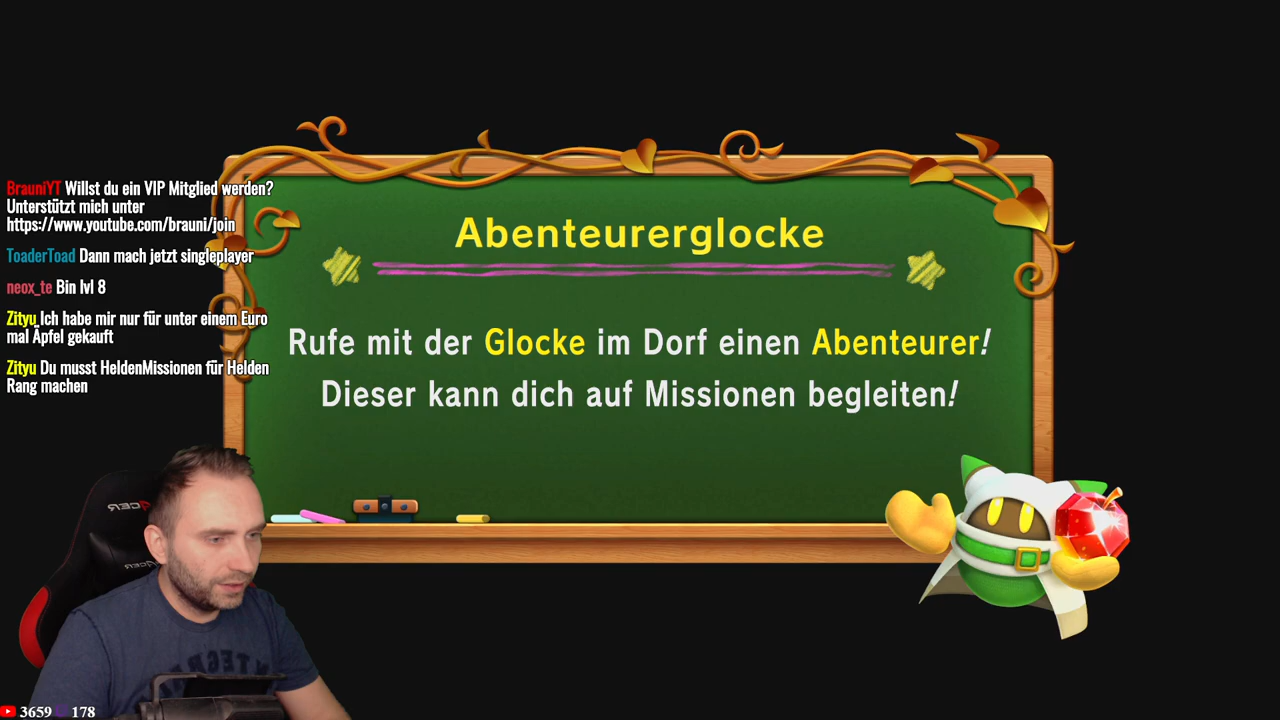 Abenteurerglocke
Rufe mit der Glocke im Dorf einen Abenteurer!
Dieser kann dich auf Missionen begleiten!
BrauniYT Willst du ein VIP Mitglied werden?
Unterstützt mich unter
https://www.youtube.com/brauni/join
ToaderToad Dann mach jetzt singleplayer
neox_te Bin lvl 8
Zityu Ich habe mir nur für unter einem Euro
mal Äpfel gekauft
Zityu Du musst HeldenMissionen für Helden
Rang machen
ACER
3659 178